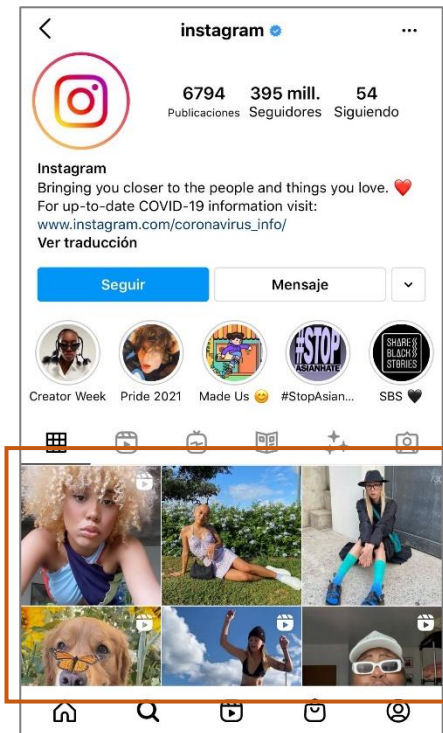 instagram
6794 395 mill. 54
Publicaciones Seguidores Siguiendo
Instagram
Bringing you closer to the people and things you love. ❤️
For up-to-date COVID-19 information visit:
www.instagram.com/coronavirus_info/
Ver traducción
Seguir Mensaje
#STOP ASIANHATE
SHARE BLACK STORIES
Creator Week Pride 2021 Made Us 😊 #StopAsian... SBS 🖤